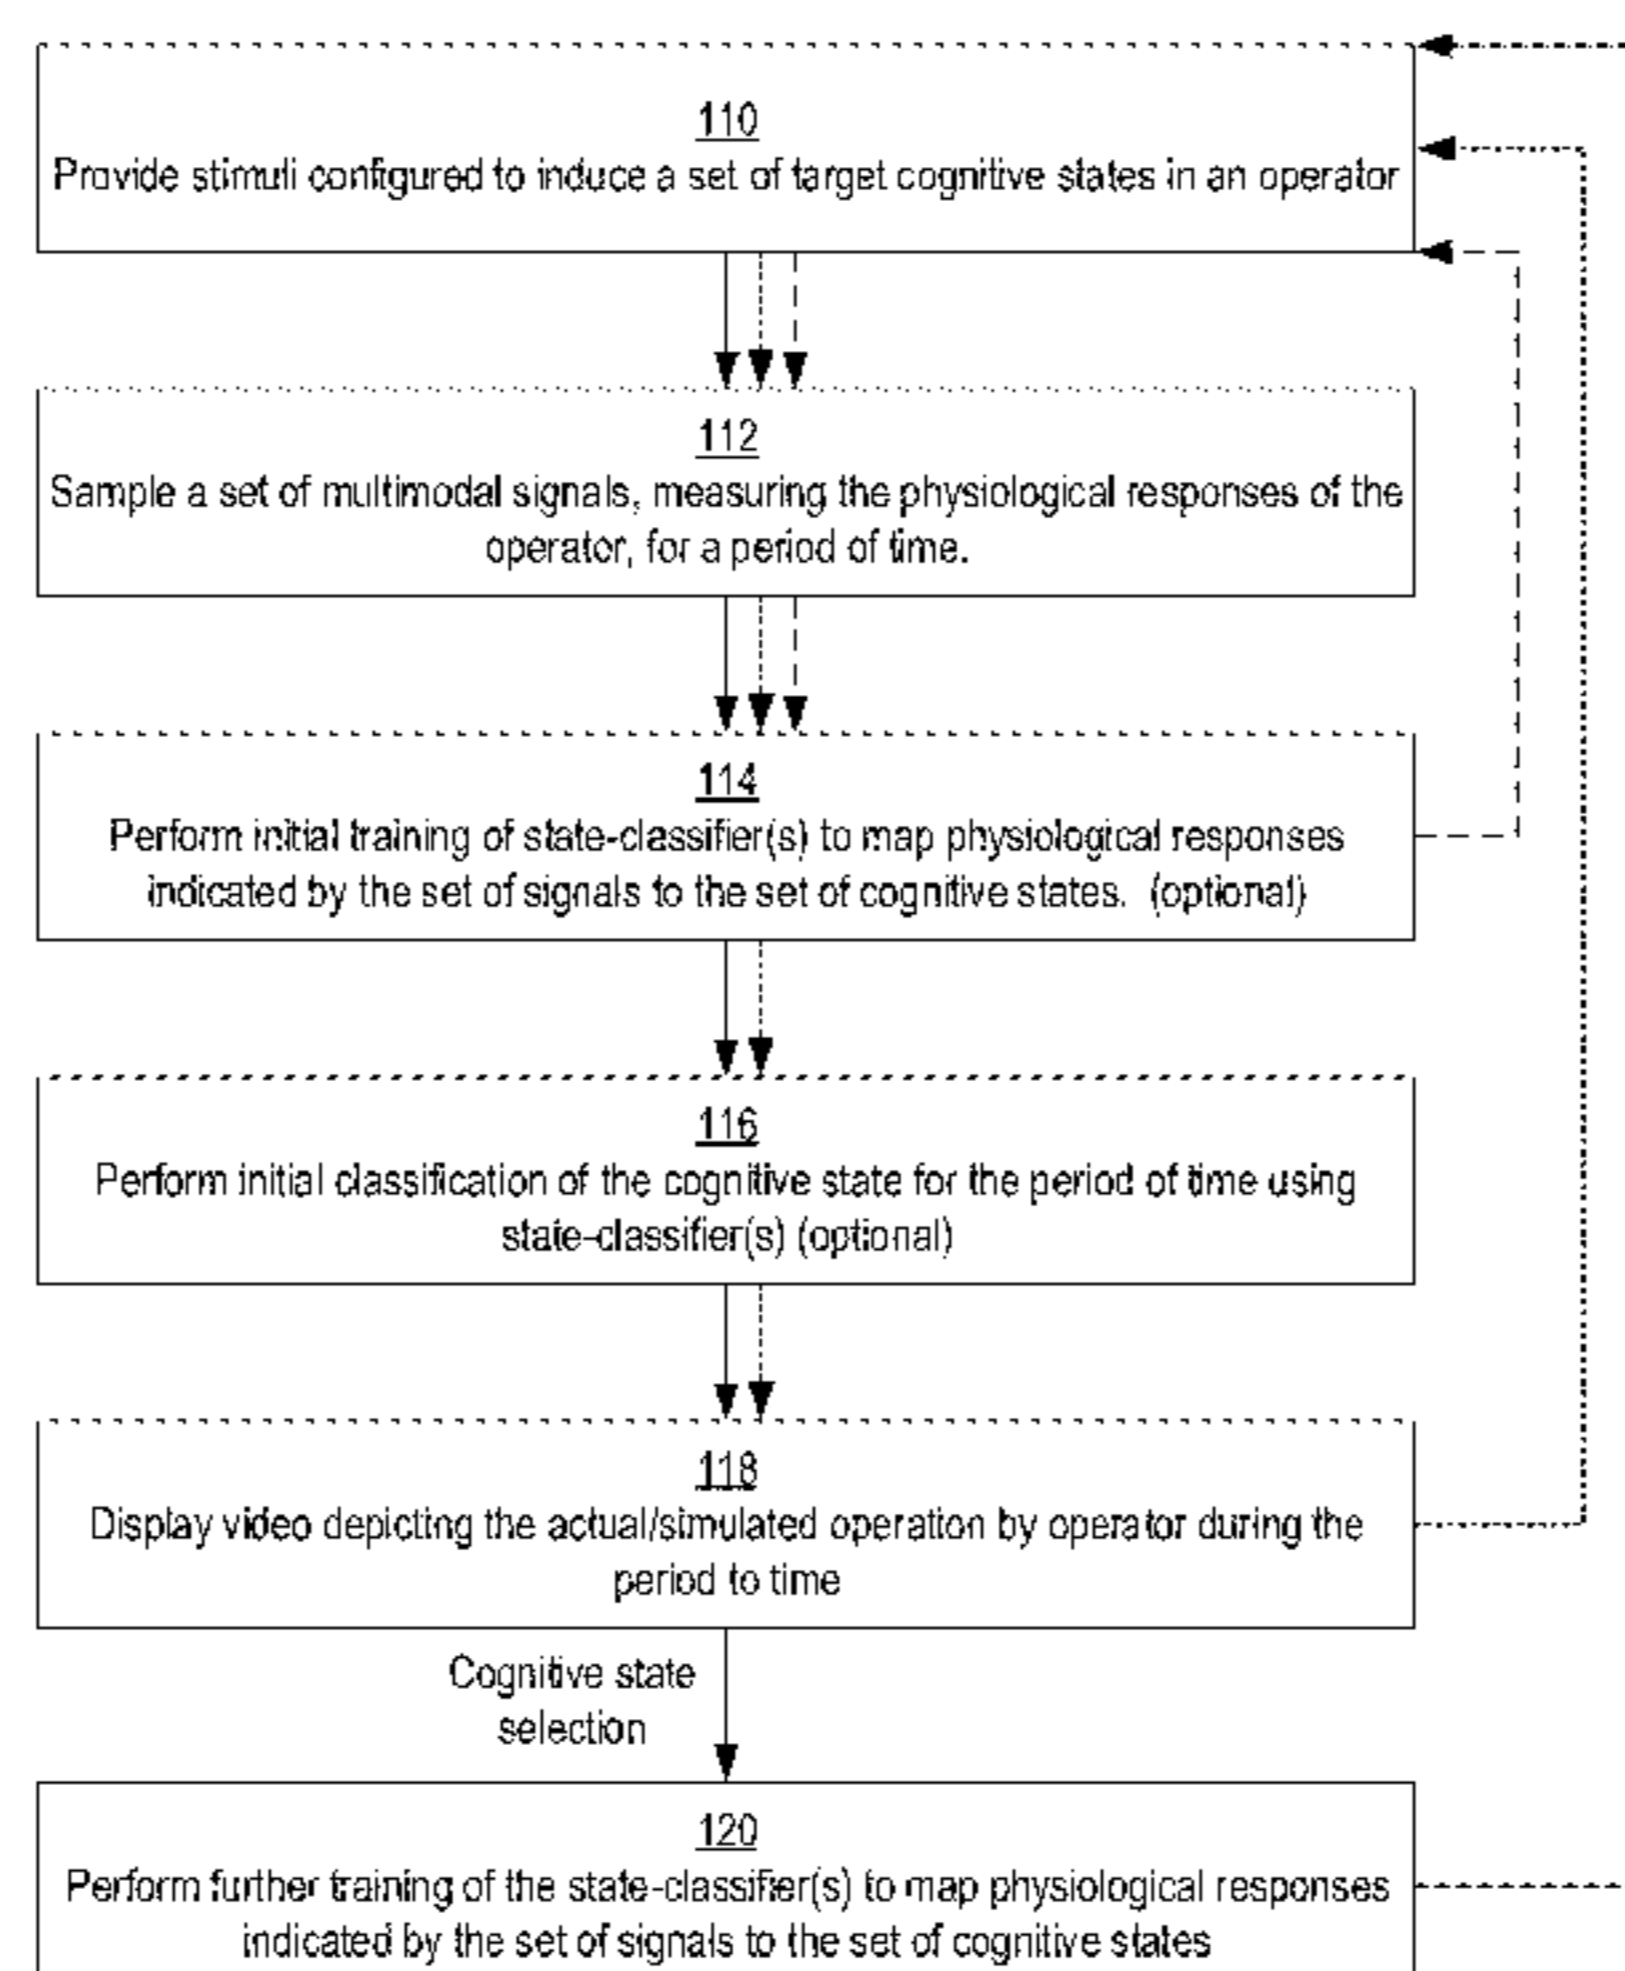 110
Provide stimuli configured to induce a set of target cognitive states in an operator
112
Sample a set of multimodal signals, measuring the physiological responses of the
operator, for a period of time.
114
Perform initial training of state-classifier(s) to map physiological responses
indicated by the set of signals to the set of cognitive states. (optional)
116
Perform initial classification of the cognitive state for the period of time using
state-classifier(s) (optional)
118
Display video depicting the actual/simulated operation by operator during the
period to time
Cognitive state
selection
120
Perform further training of the state-classifier(s) to map physiological responses
indicated by the set of signals to the set of cognitive states